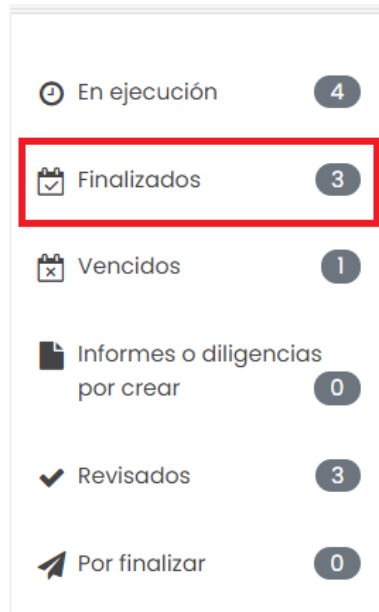 En ejecución 4
Finalizados 3
Vencidos 1
Informes o diligencias
por crear 0
Revisados 3
Por finalizar 0